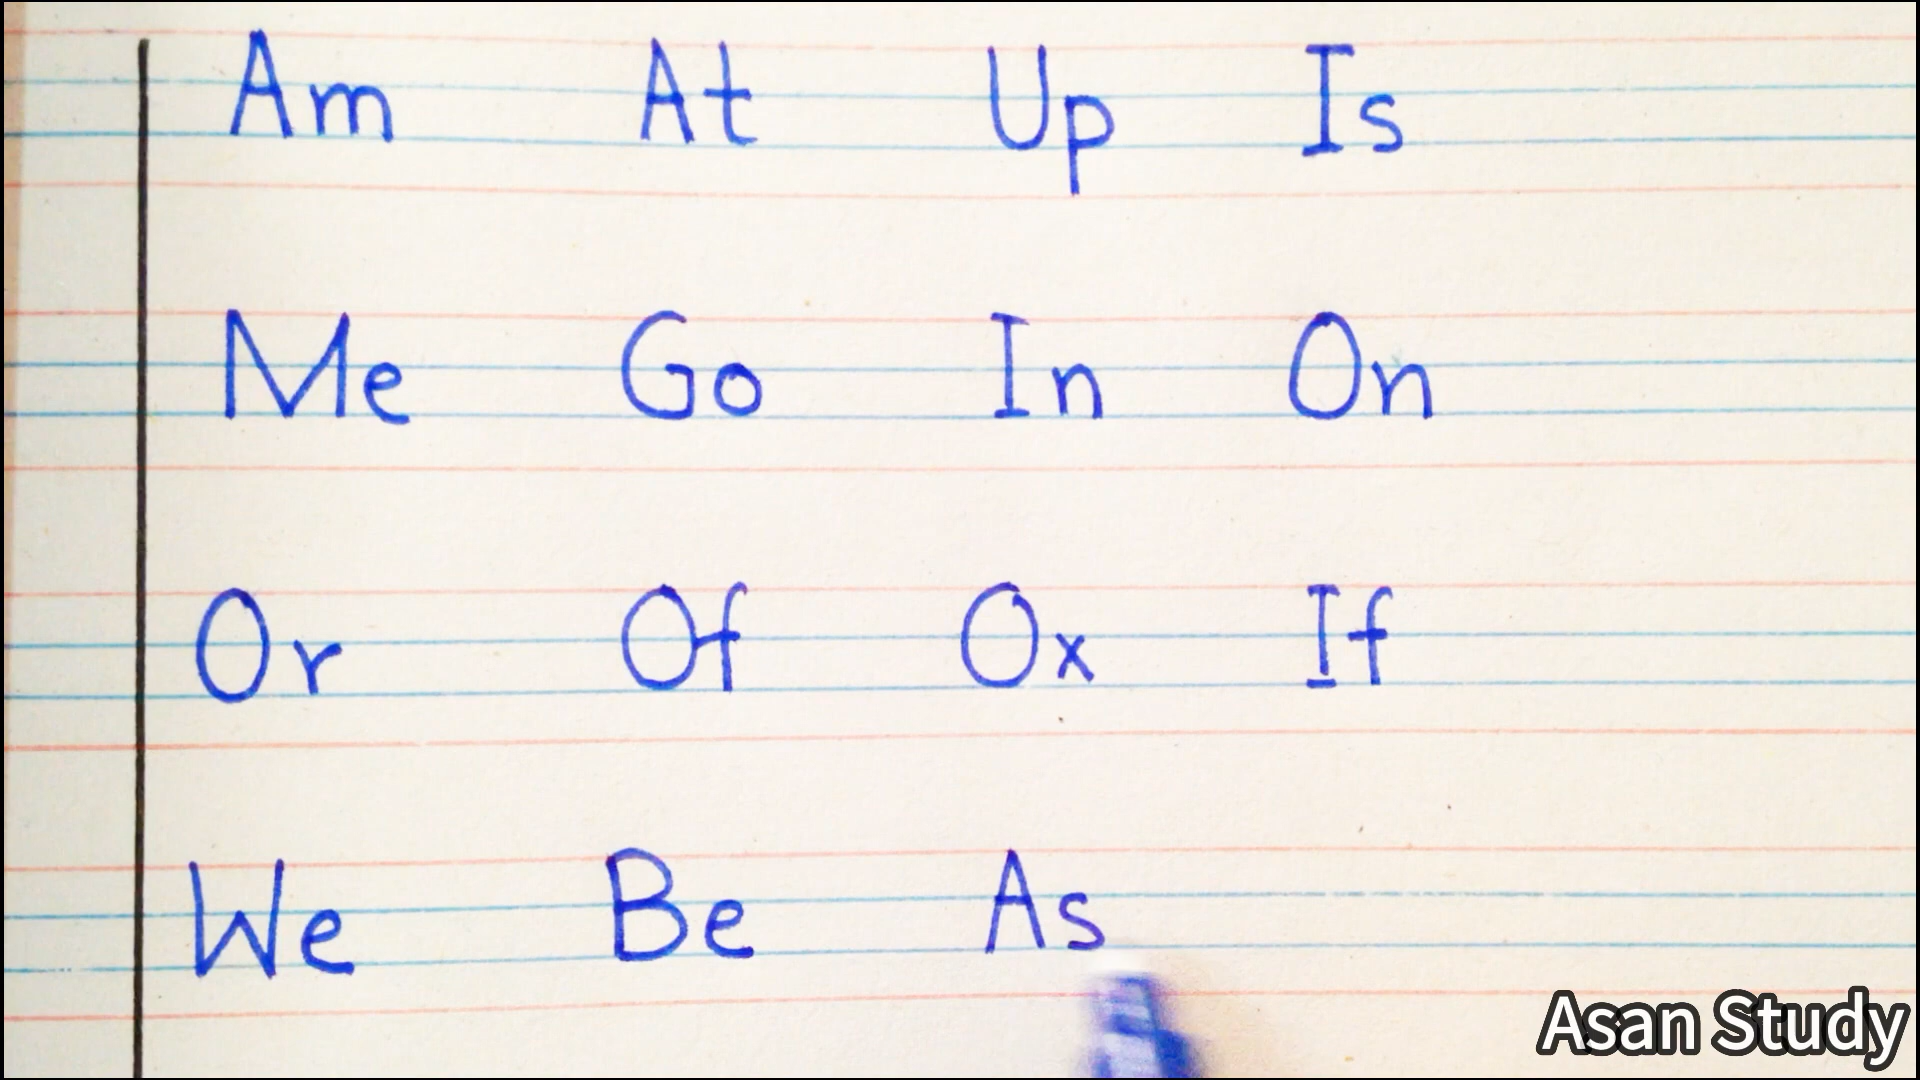 Am At Up Is
Me Go In On
Or Of Ox If
We Be As
Asan Study